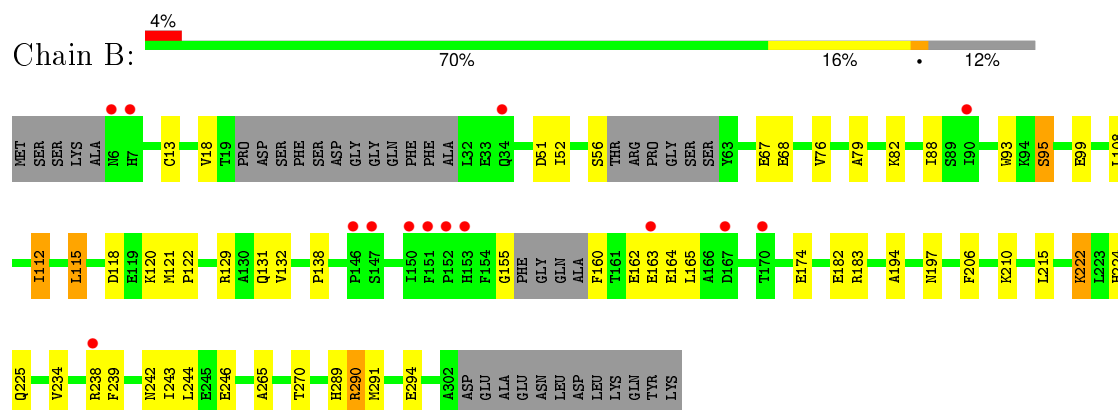 4%
Chain B:
70% 16% • 12%
MET SER SER LYS ALA N6 H7 C13 V18 T19 PRO ASP SER PHE SER ASP GLY GLY GLN PHE PHE ALA L32 E33 Q34 D51 I52 S56 THR ARG PRO GLY SER SER Y63 E67 E68 V76 A79 K82 I88 S89 I90 W93 K94 S95 E99
I112 L115 D118 E119 K120 M121 P122 R129 A130 Q131 V132 P138 P146 S147 I150 F151 P152 H153 F154 G155 PHE GLY GLN ALA F160 T161 E162 E163 E164 L165 A166 D167 T170 E174 E182 R183 A194 N197 F206 K210 L215 K222 L223
Q225 V234 R238 F239 N242 I243 L244 E245 E246 A265 T270 H289 R290 M291 E294 A302 ASP GLU ALA GLU ASN LEU ASP LEU LYS GLN TYR LYS